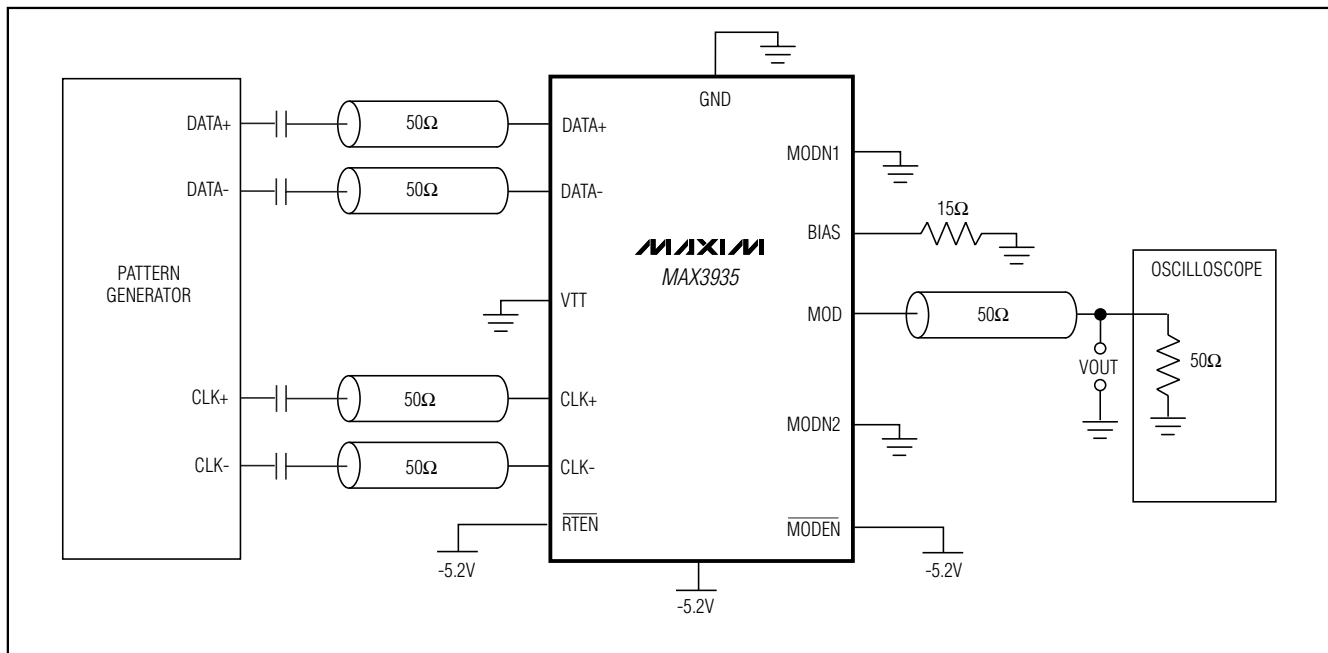 GND
DATA+
50Ω
DATA+
MODN1
DATA-
50Ω
DATA-
15Ω
BIAS
MAXIM
MAX3935
OSCILLOSCOPE
PATTERN
GENERATOR
VTT
MOD
50Ω
VOUT
50Ω
CLK+
50Ω
CLK+
MODN2
CLK-
50Ω
CLK-
RTEN
MODEN
-5.2V
-5.2V
-5.2V